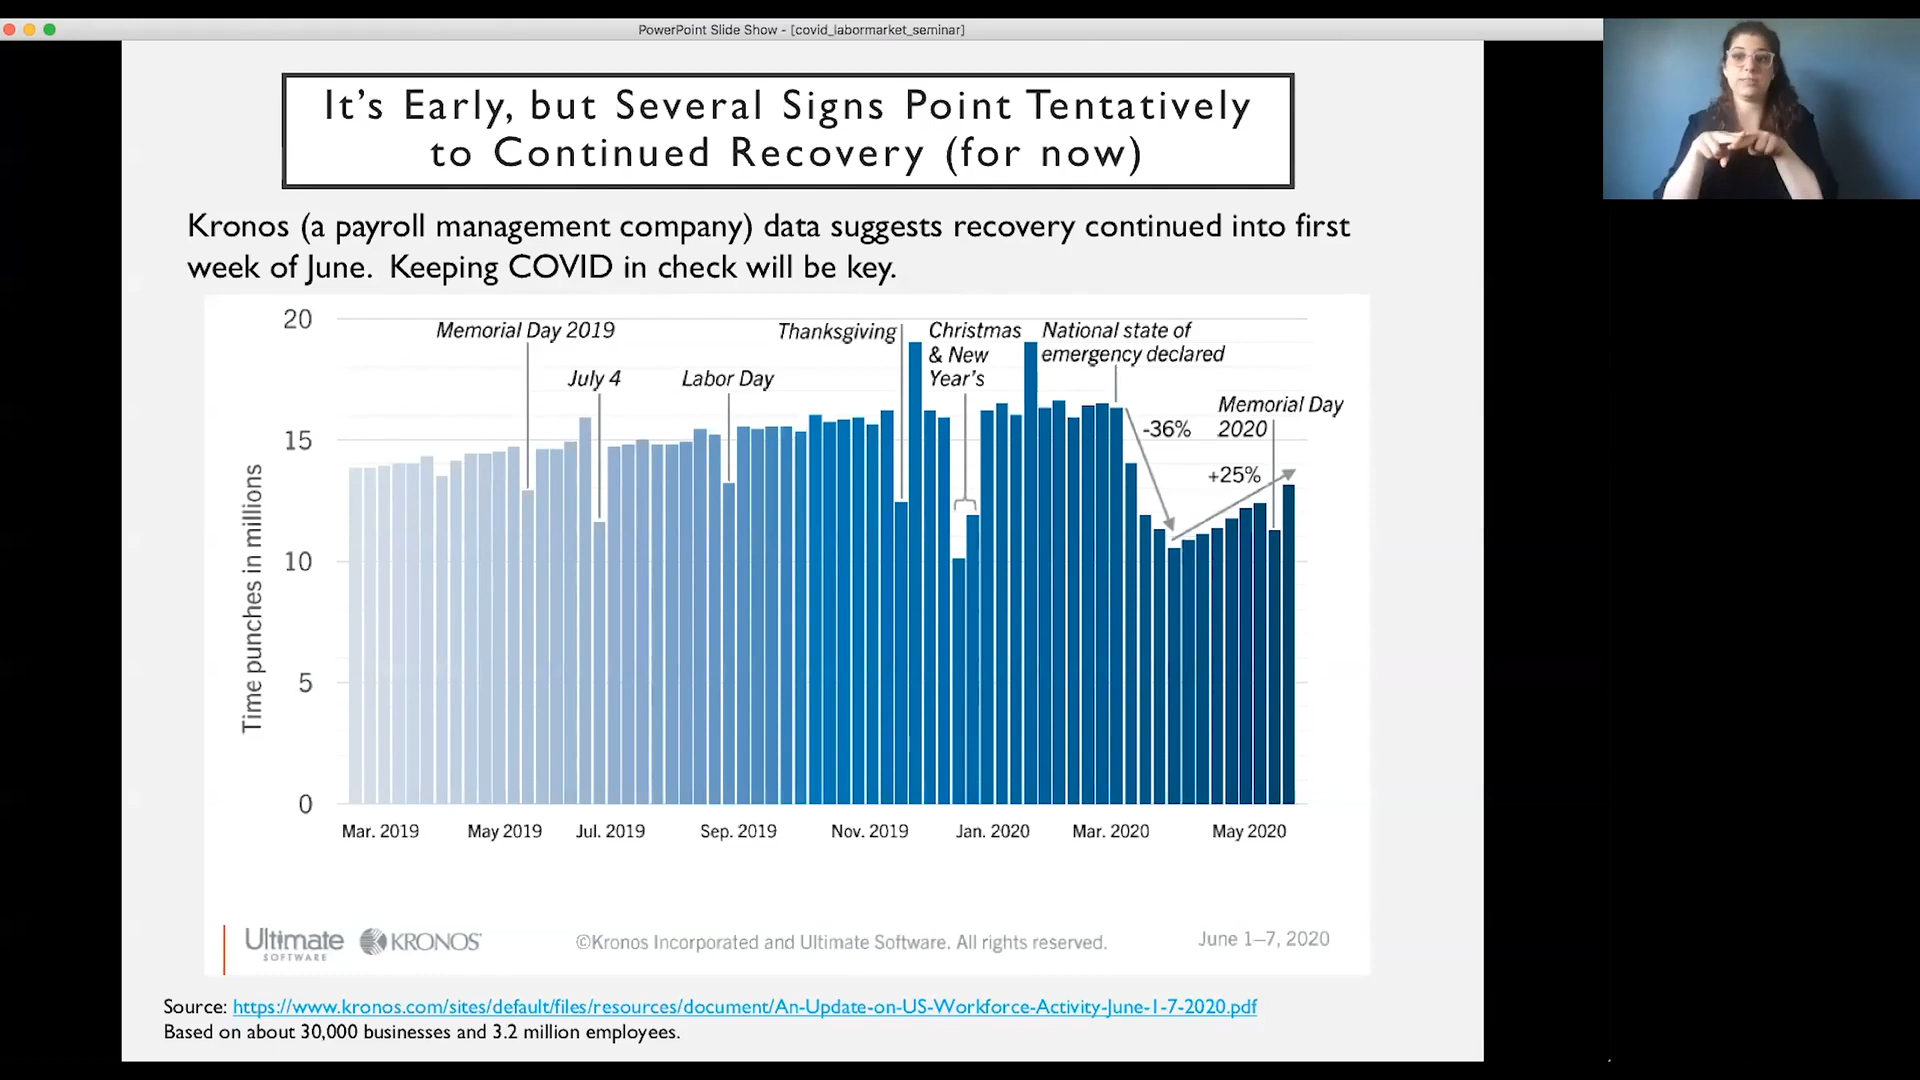 PowerPoint Slide Show - [covid_labormarket_seminar]
It's Early, but Several Signs Point Tentatively
to Continued Recovery (for now)
Kronos (a payroll management company) data suggests recovery continued into first
week of June. Keeping COVID in check will be key.
20
15
10
5
0
Time punches in millions
Memorial Day 2019
July 4
Labor Day
Thanksgiving
Christmas
& New
Year's
National state of
emergency declared
-36%
+25%
Memorial Day
2020
Mar. 2019
May 2019
Jul. 2019
Sep. 2019
Nov. 2019
Jan. 2020
Mar. 2020
May 2020
Ultimate
SOFTWARE
KRONOS
©Kronos Incorporated and Ultimate Software. All rights reserved.
June 1–7, 2020
Source: https://www.kronos.com/sites/default/files/resources/document/An-Update-on-US-Workforce-Activity-June-1-7-2020.pdf
Based on about 30,000 businesses and 3.2 million employees.